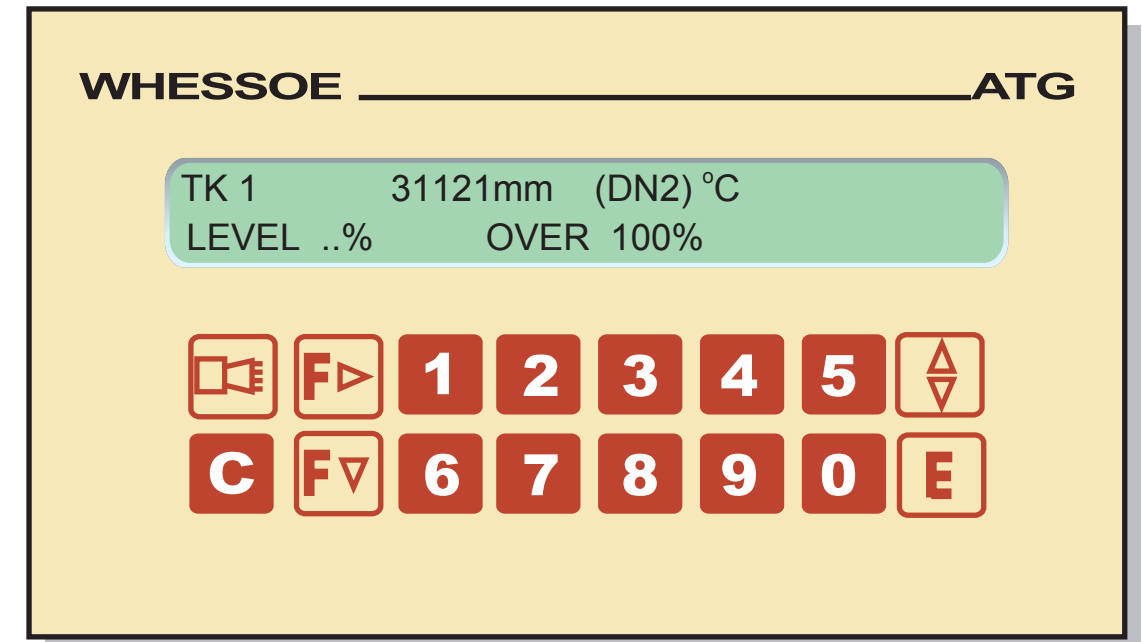 WHESSOE ATG
TK 1 31121mm (DN2) °C
LEVEL ..% OVER 100%
F 1 2 3 4 5
C F 6 7 8 9 0 E